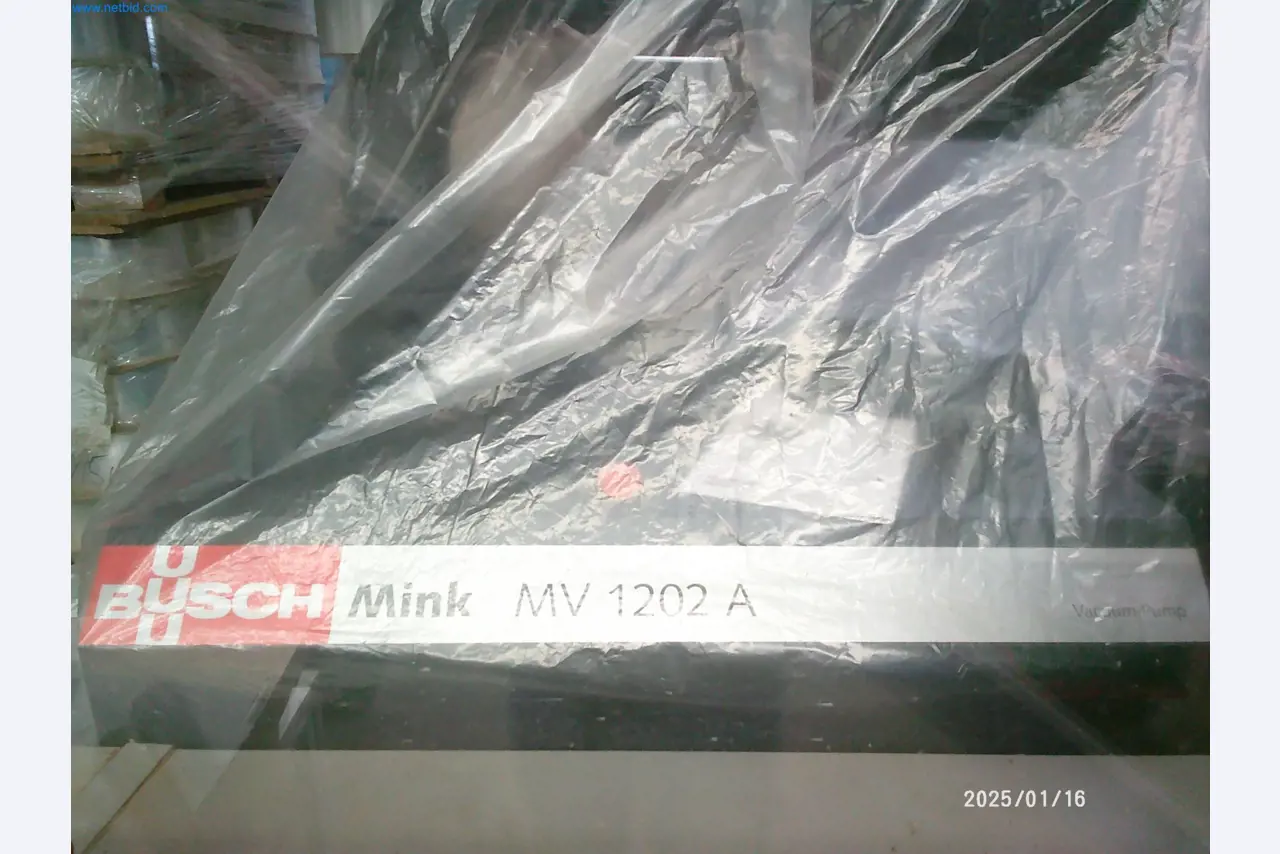 www.netbid.com
BUSCH
Mink MV 1202 A
Vacuum Pump
2025/01/16